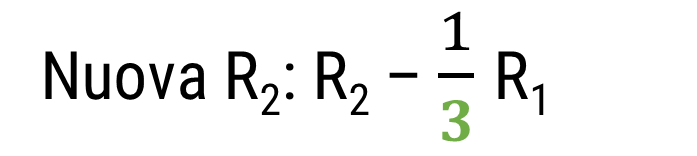 Nuova R₂: R₂ − 1/3 R₁